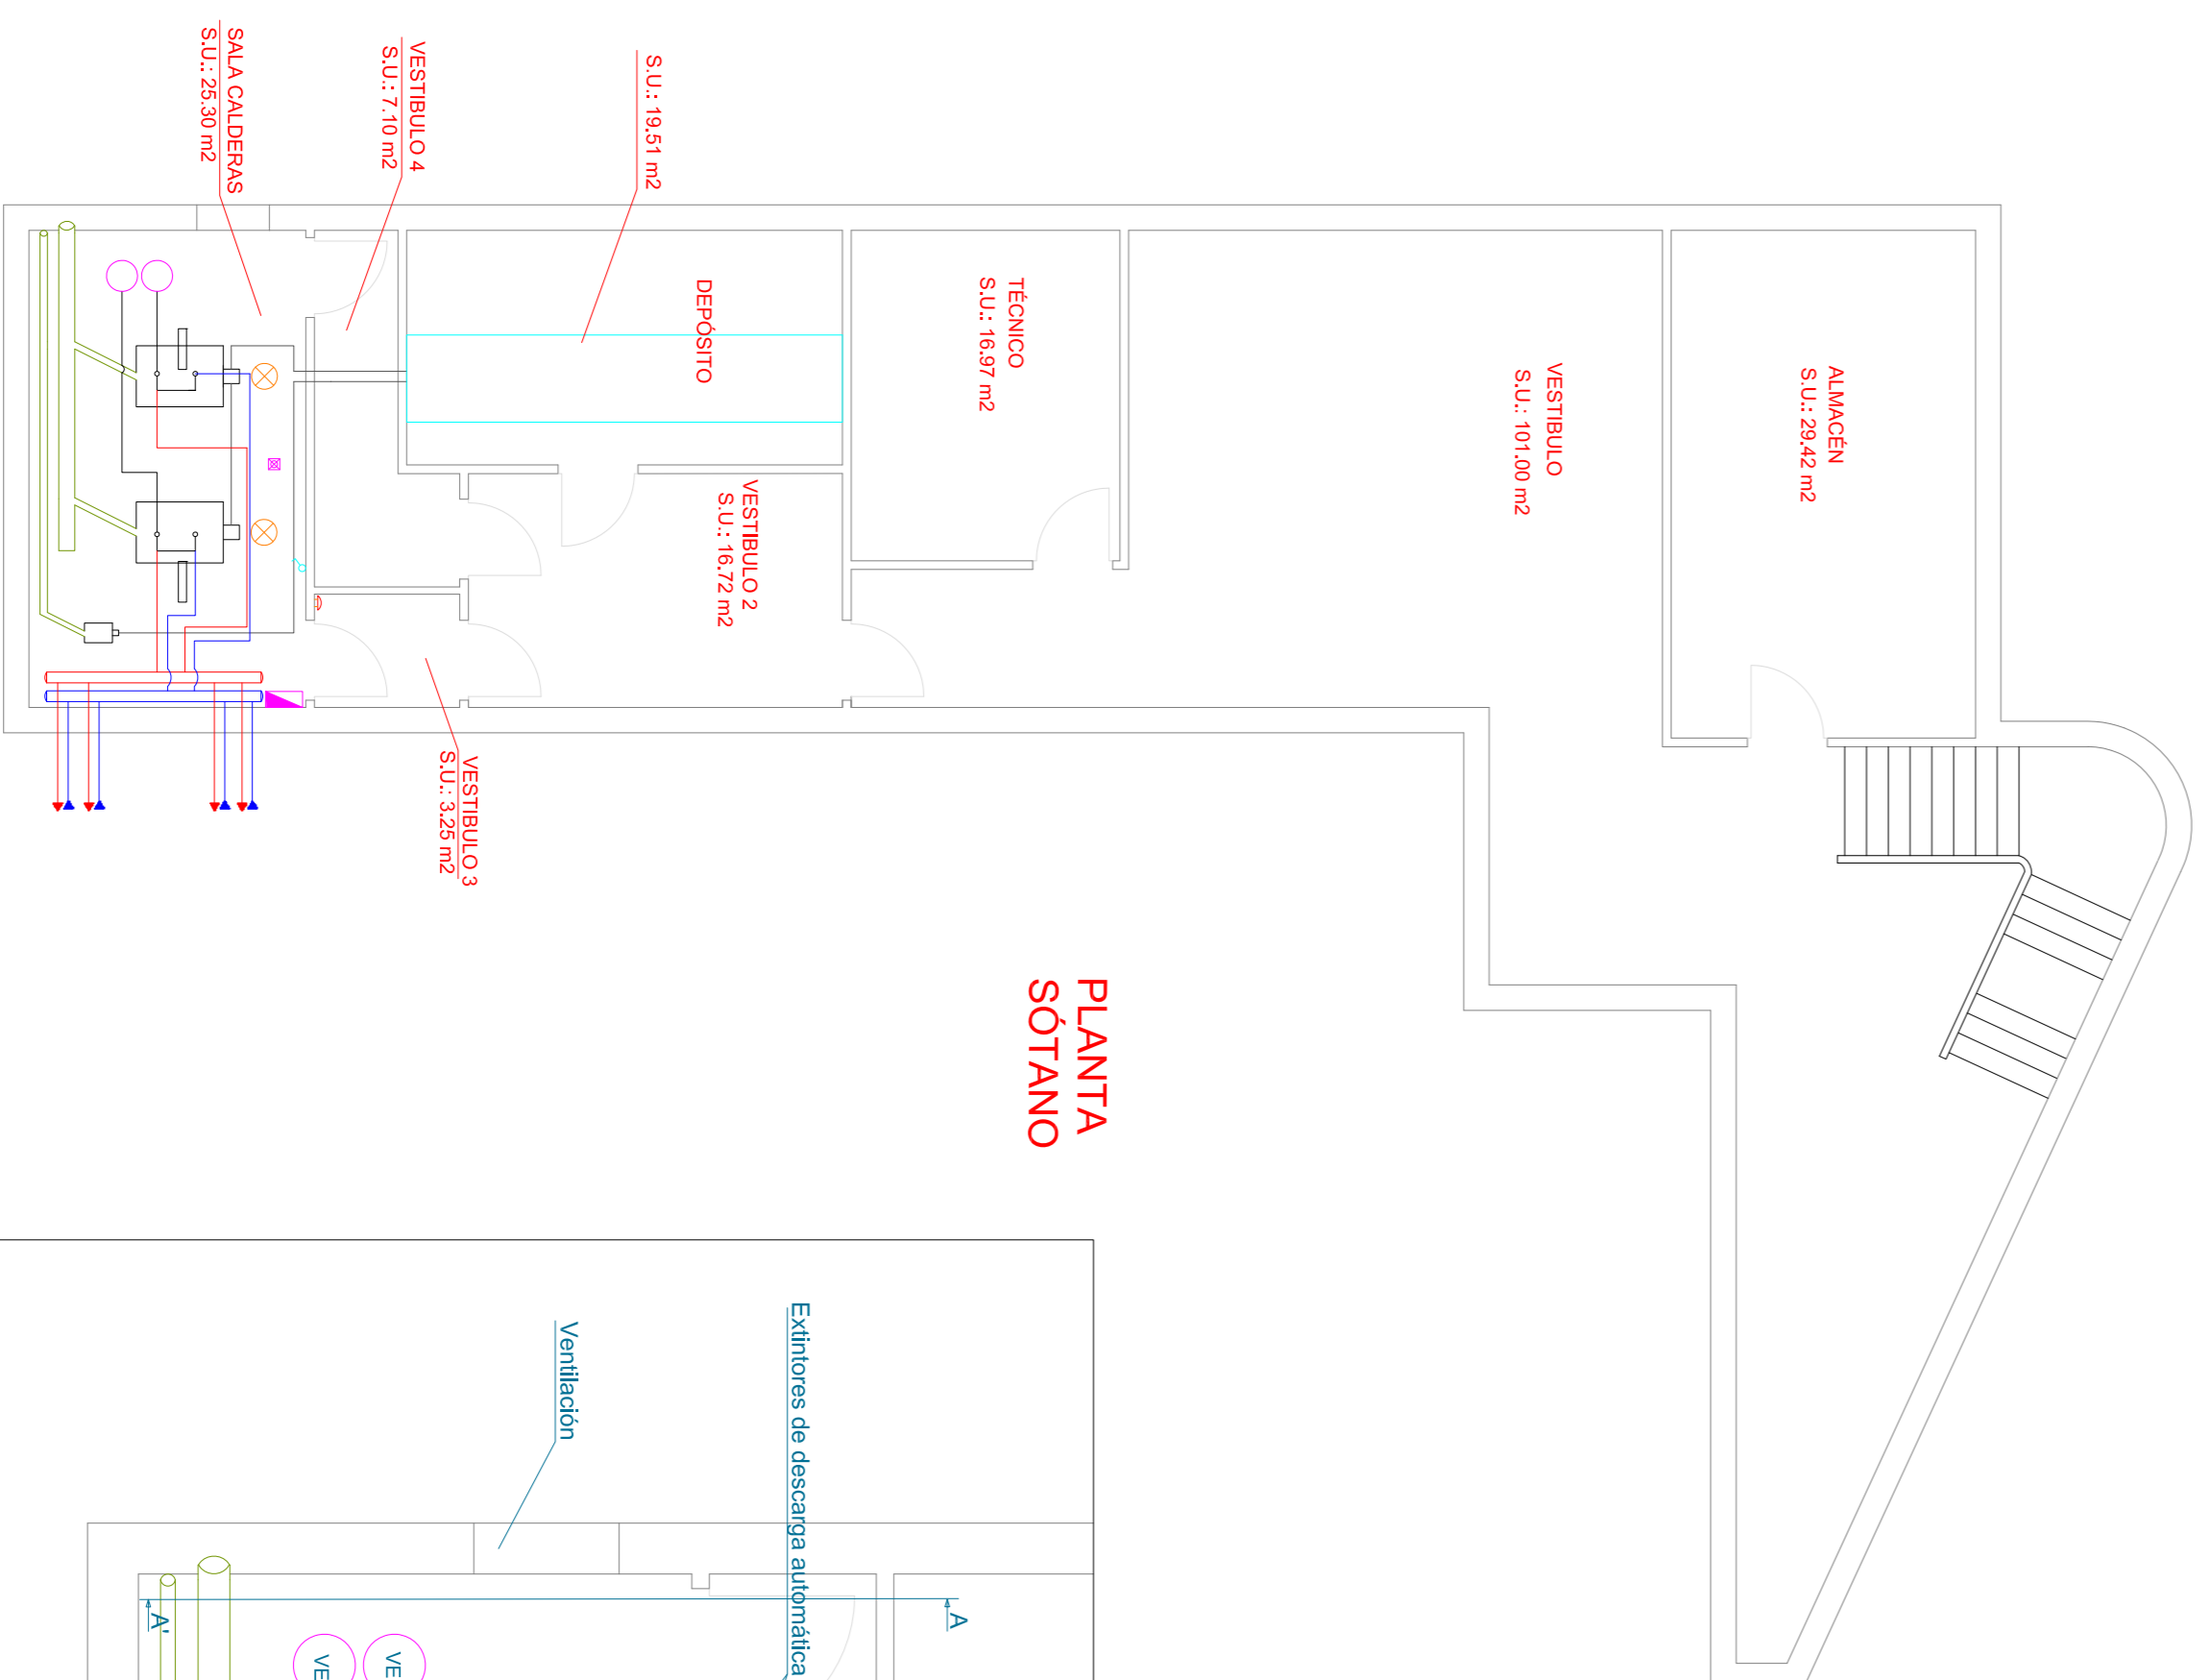 ALMACÉN
S.U.: 29.42 m2
VESTIBULO
S.U.: 101.00 m2
TÉCNICO
S.U.: 16.97 m2
DEPÓSITO
S.U.: 19.51 m2
VESTIBULO 4
S.U.: 7.10 m2
SALA CALDERAS
S.U.: 25.30 m2
VESTIBULO 2
S.U.: 16.72 m2
VESTIBULO 3
S.U.: 3.25 m2
PLANTA
SÓTANO
Extintores de descarga automática
Ventilación
A
A'
VE
VE